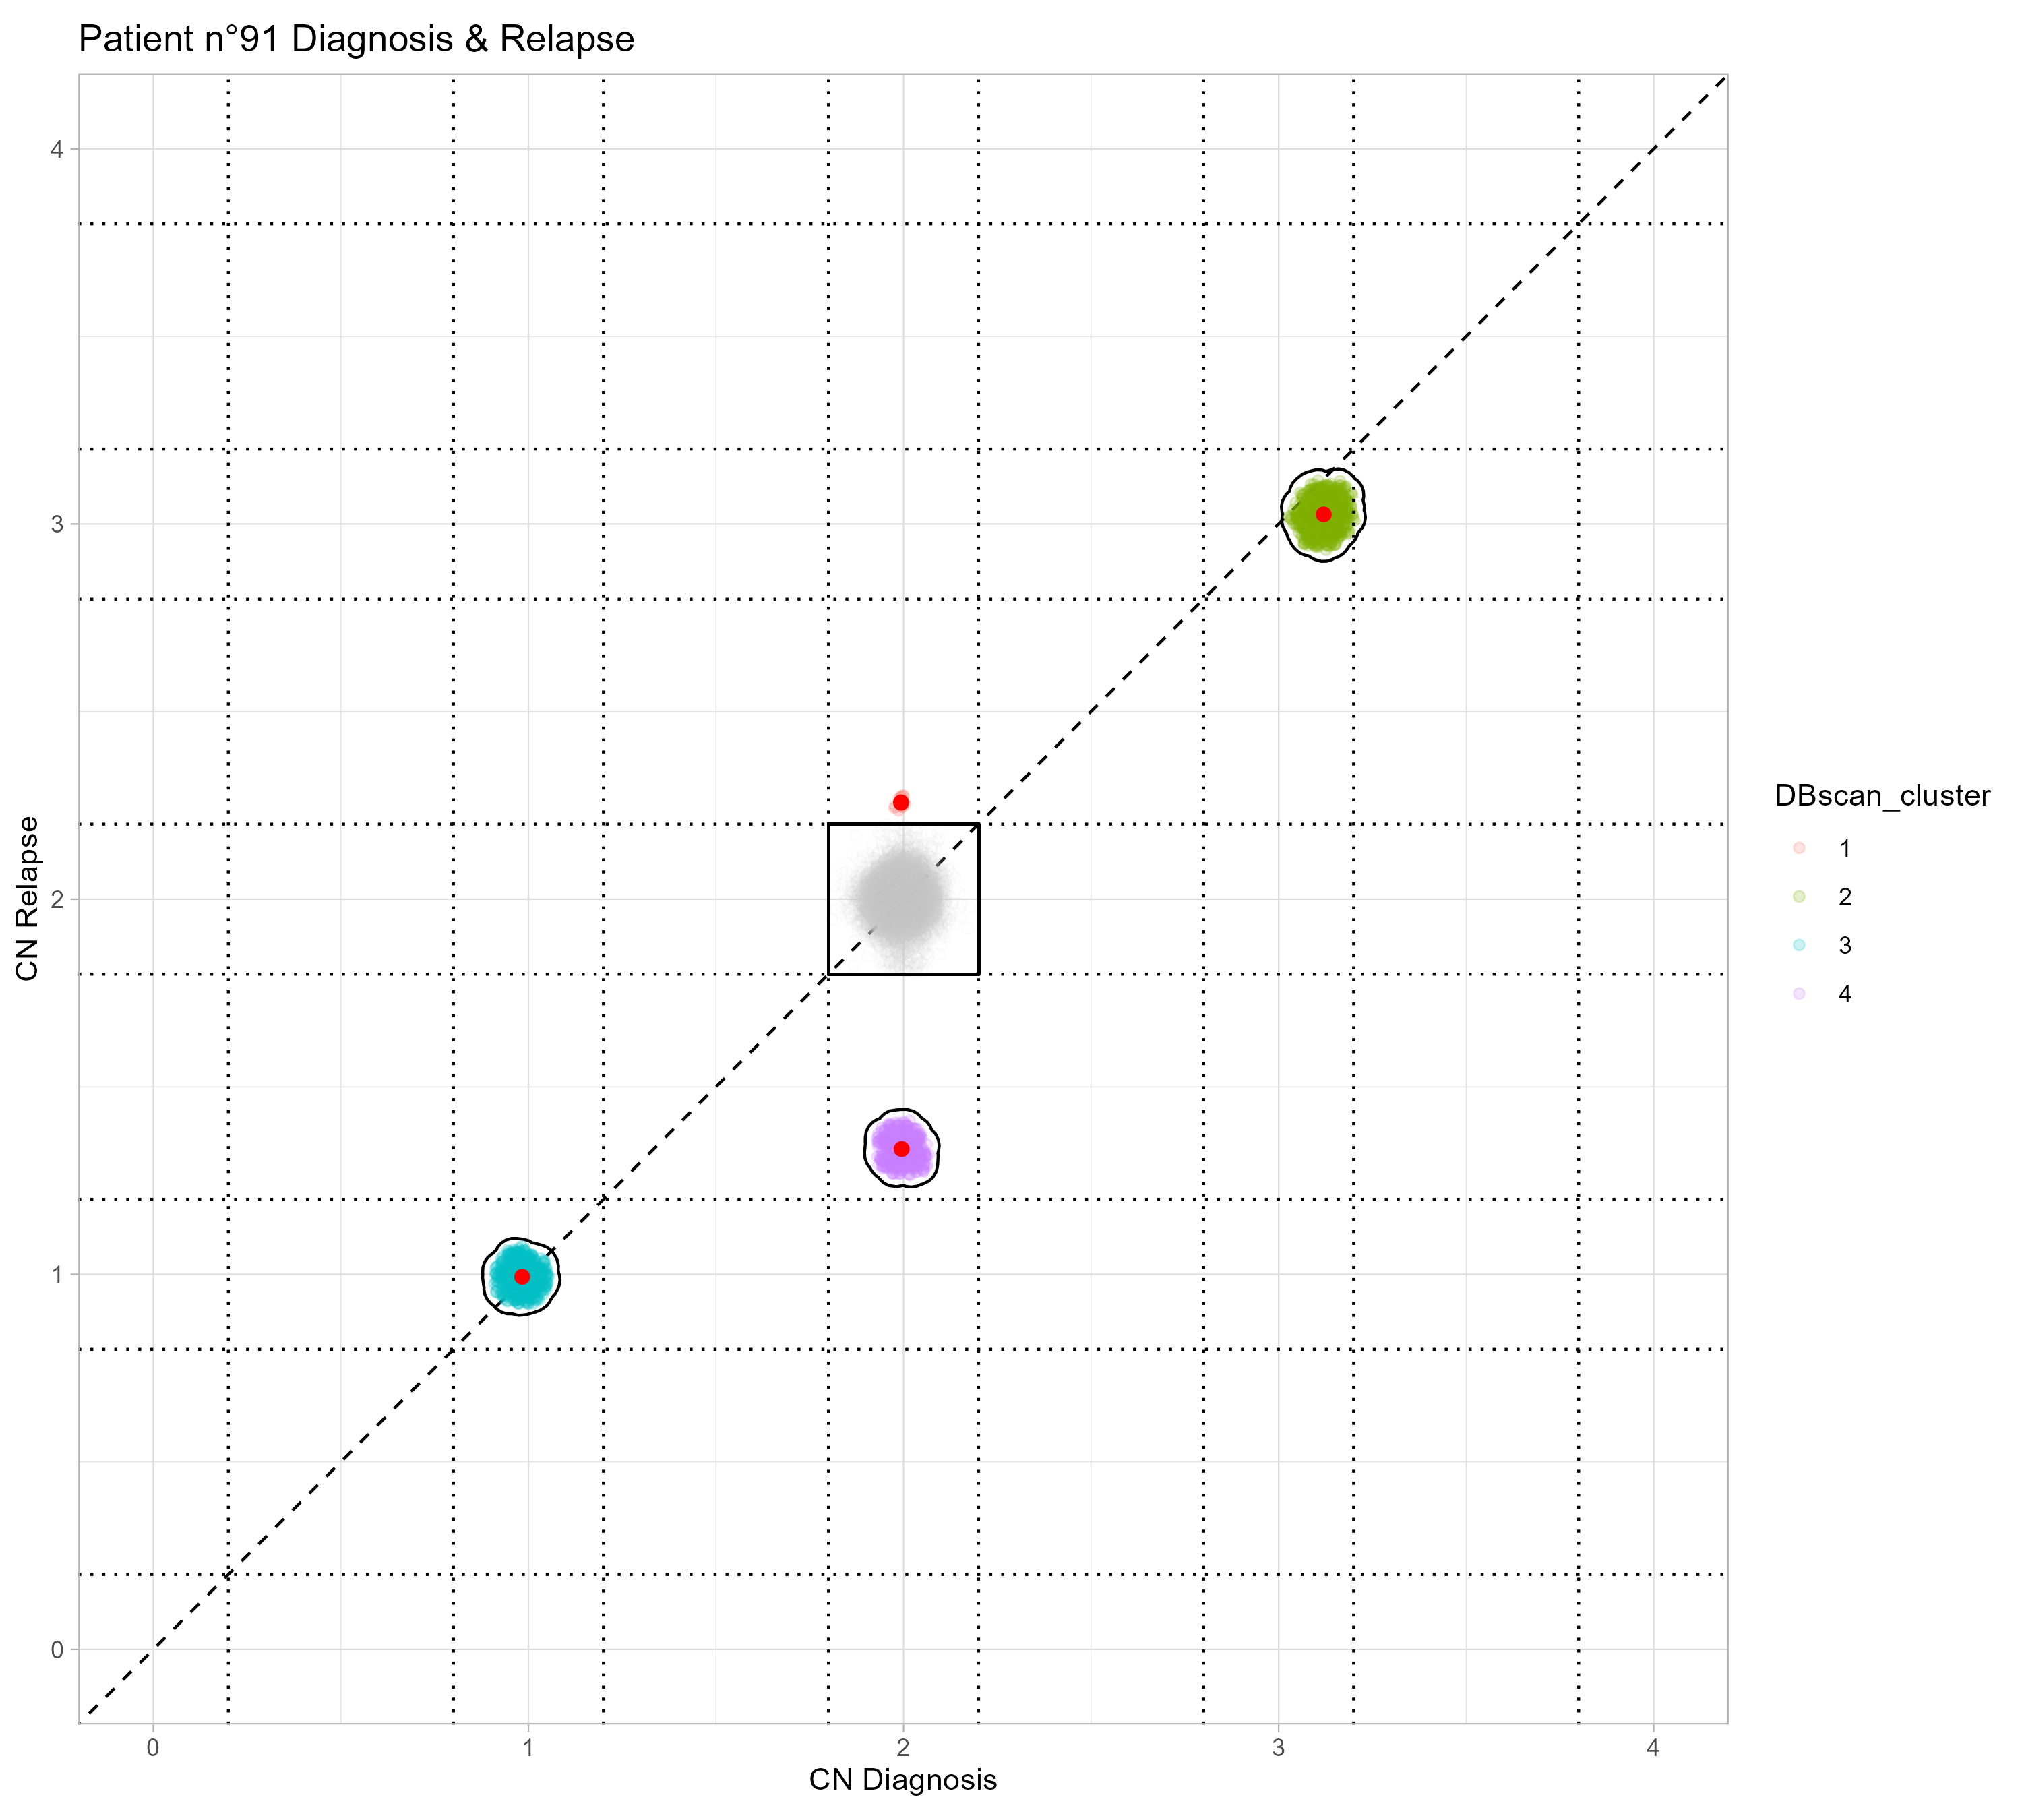 Patient n°91 Diagnosis & Relapse
4
3
2
1
0
CN Relapse
0 1 2 3 4
CN Diagnosis
DBscan_cluster
1
2
3
4